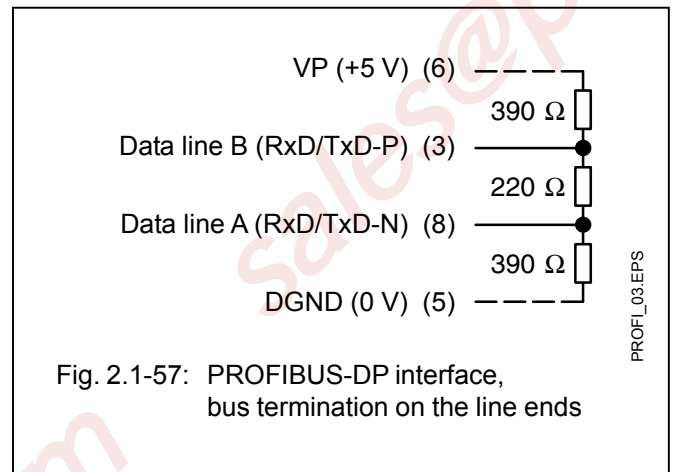 VP (+5 V) (6)
390 Ω
Data line B (RxD/TxD-P) (3)
220 Ω
Data line A (RxD/TxD-N) (8)
390 Ω
DGND (0 V) (5)
PROFI_03.EPS
Fig. 2.1-57: PROFIBUS-DP interface,
bus termination on the line ends
sales@p
m